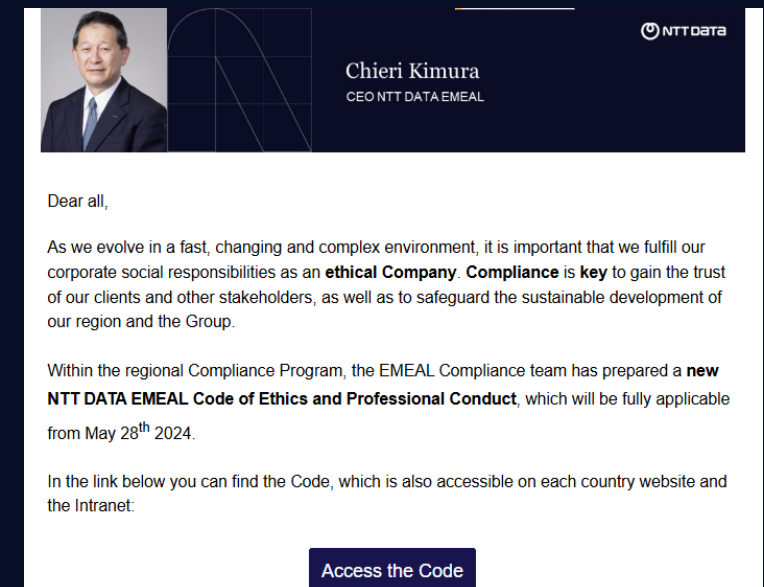 NTT DATA
Chieri Kimura
CEO NTT DATA EMEAL
Dear all,
As we evolve in a fast, changing and complex environment, it is important that we fulfill our
corporate social responsibilities as an ethical Company. Compliance is key to gain the trust
of our clients and other stakeholders, as well as to safeguard the sustainable development of
our region and the Group.
Within the regional Compliance Program, the EMEAL Compliance team has prepared a new
NTT DATA EMEAL Code of Ethics and Professional Conduct, which will be fully applicable
from May 28th 2024.
In the link below you can find the Code, which is also accessible on each country website and
the Intranet:
Access the Code